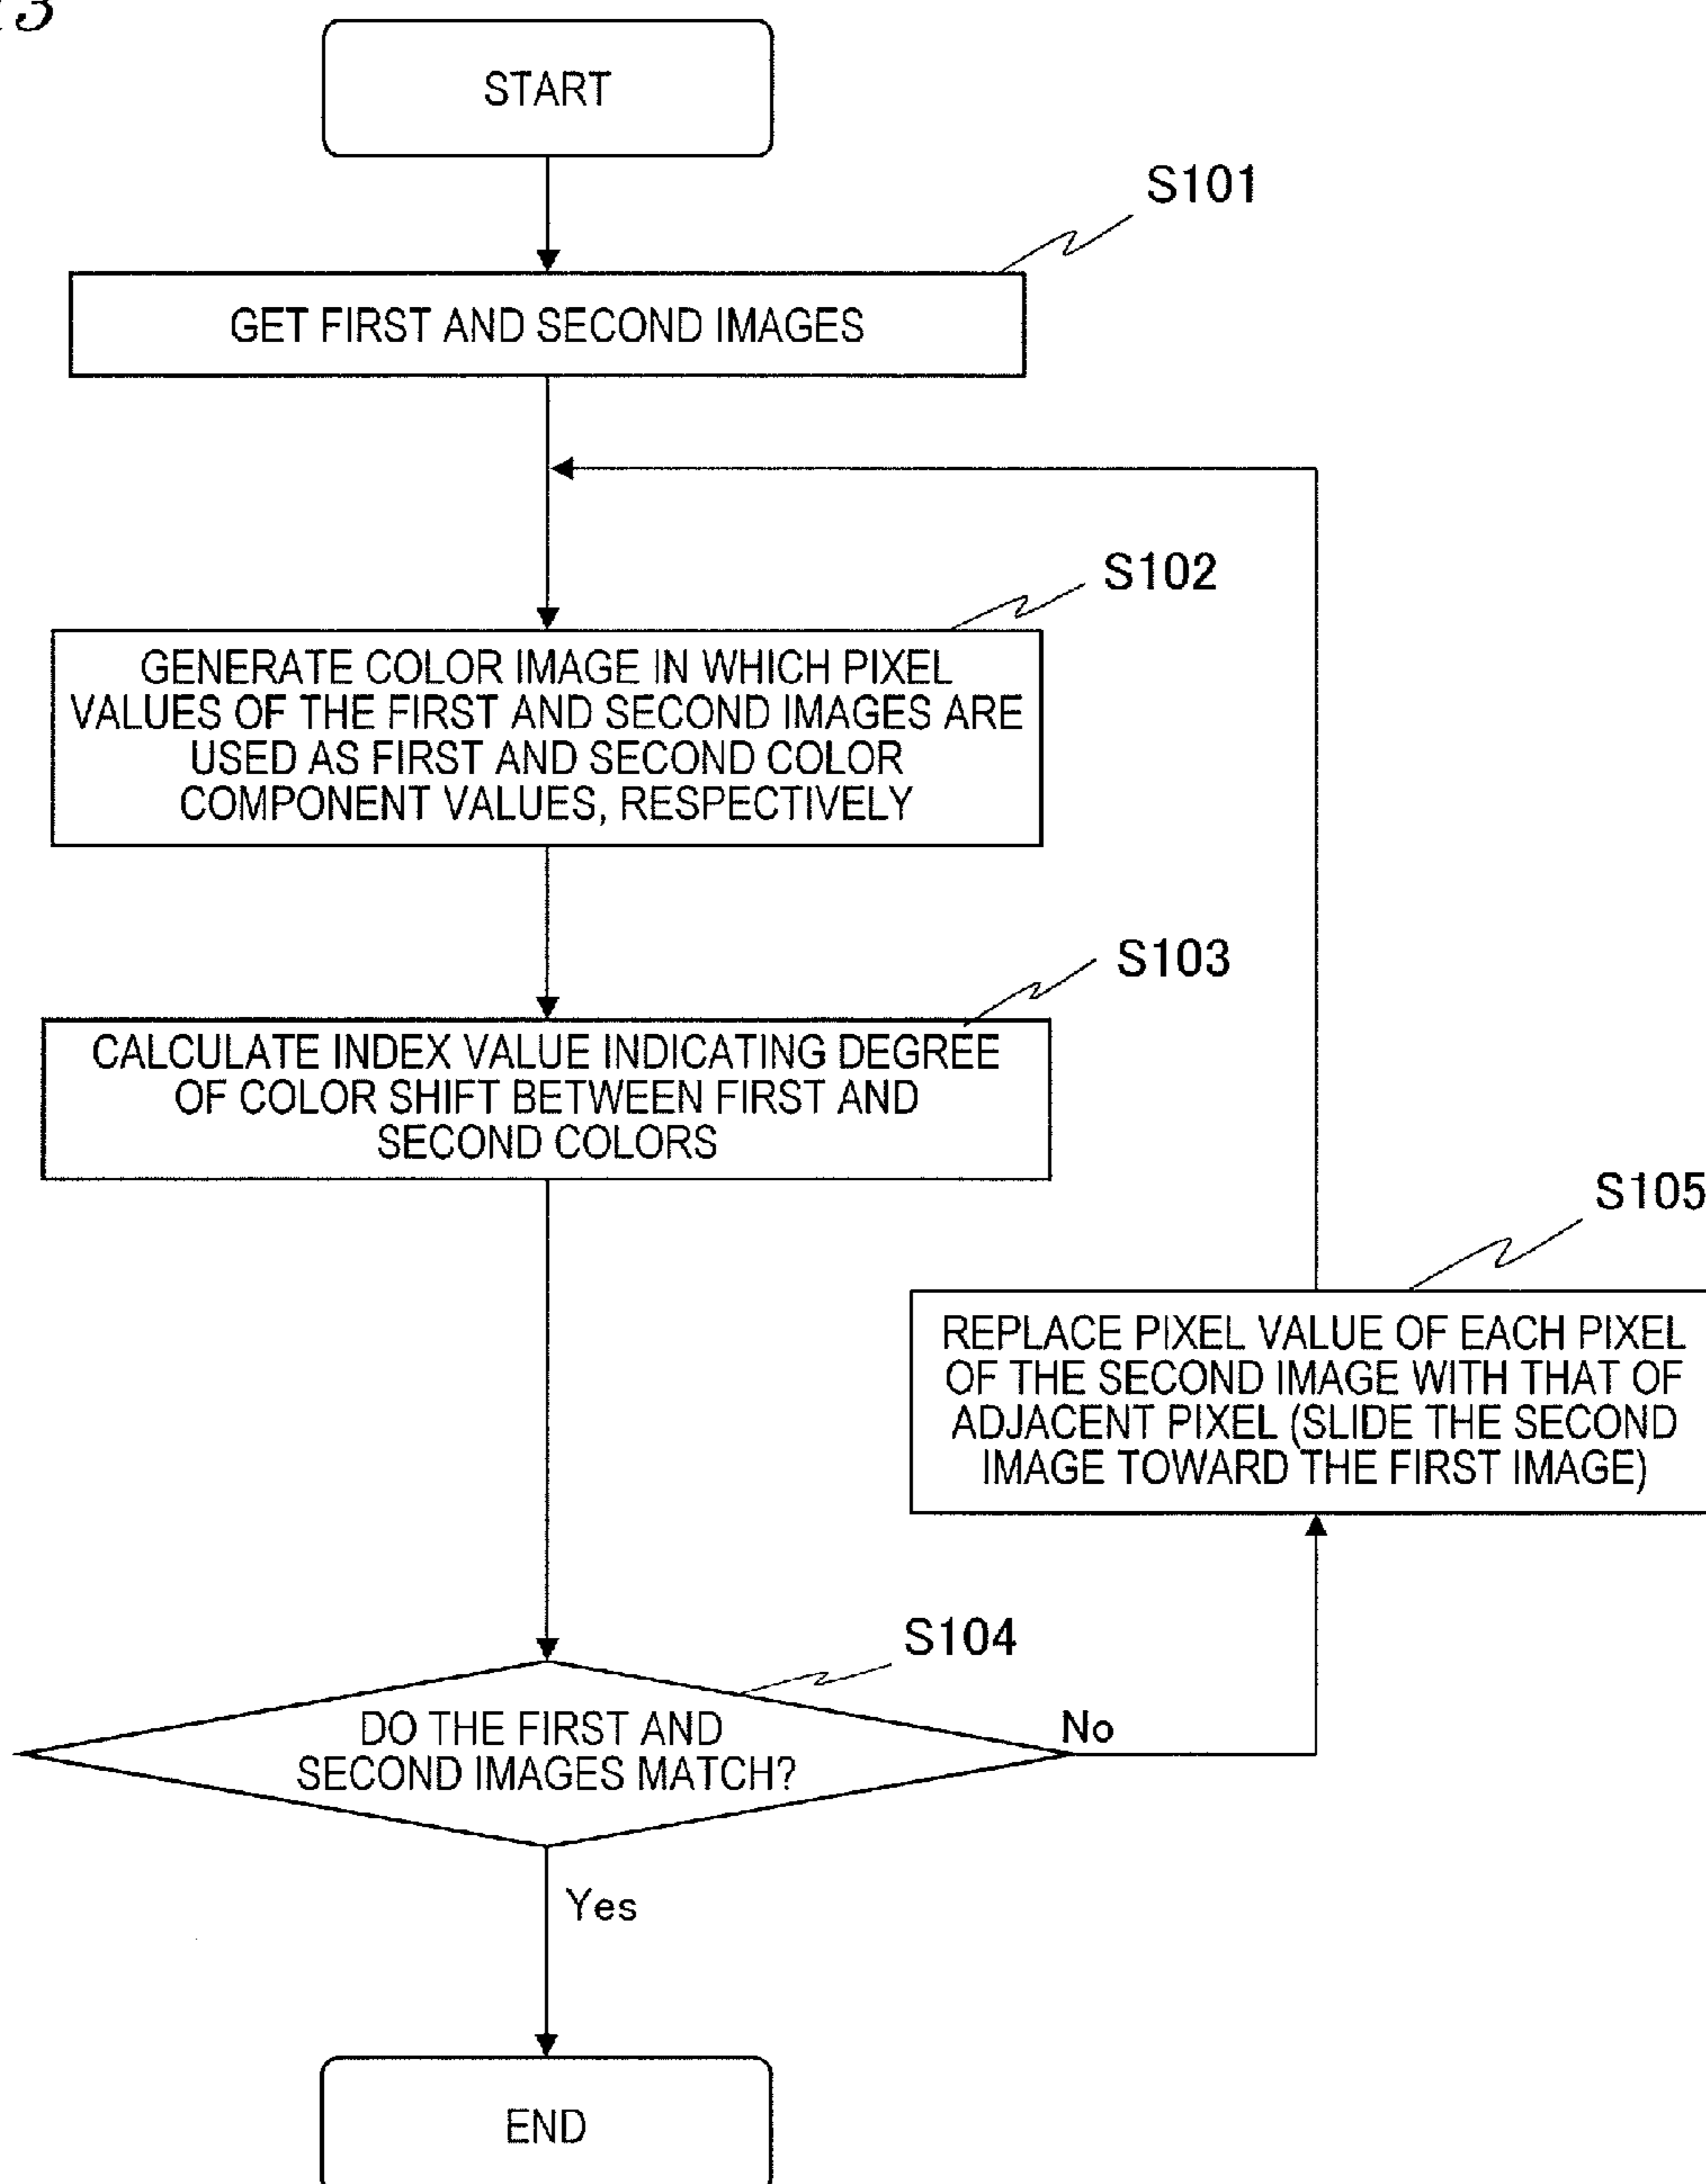 START
S101
GET FIRST AND SECOND IMAGES
S102
GENERATE COLOR IMAGE IN WHICH PIXEL
VALUES OF THE FIRST AND SECOND IMAGES ARE
USED AS FIRST AND SECOND COLOR
COMPONENT VALUES, RESPECTIVELY
S103
CALCULATE INDEX VALUE INDICATING DEGREE
OF COLOR SHIFT BETWEEN FIRST AND
SECOND COLORS
S105
REPLACE PIXEL VALUE OF EACH PIXEL
OF THE SECOND IMAGE WITH THAT OF
ADJACENT PIXEL (SLIDE THE SECOND
IMAGE TOWARD THE FIRST IMAGE)
S104
DO THE FIRST AND
SECOND IMAGES MATCH?
No
Yes
END